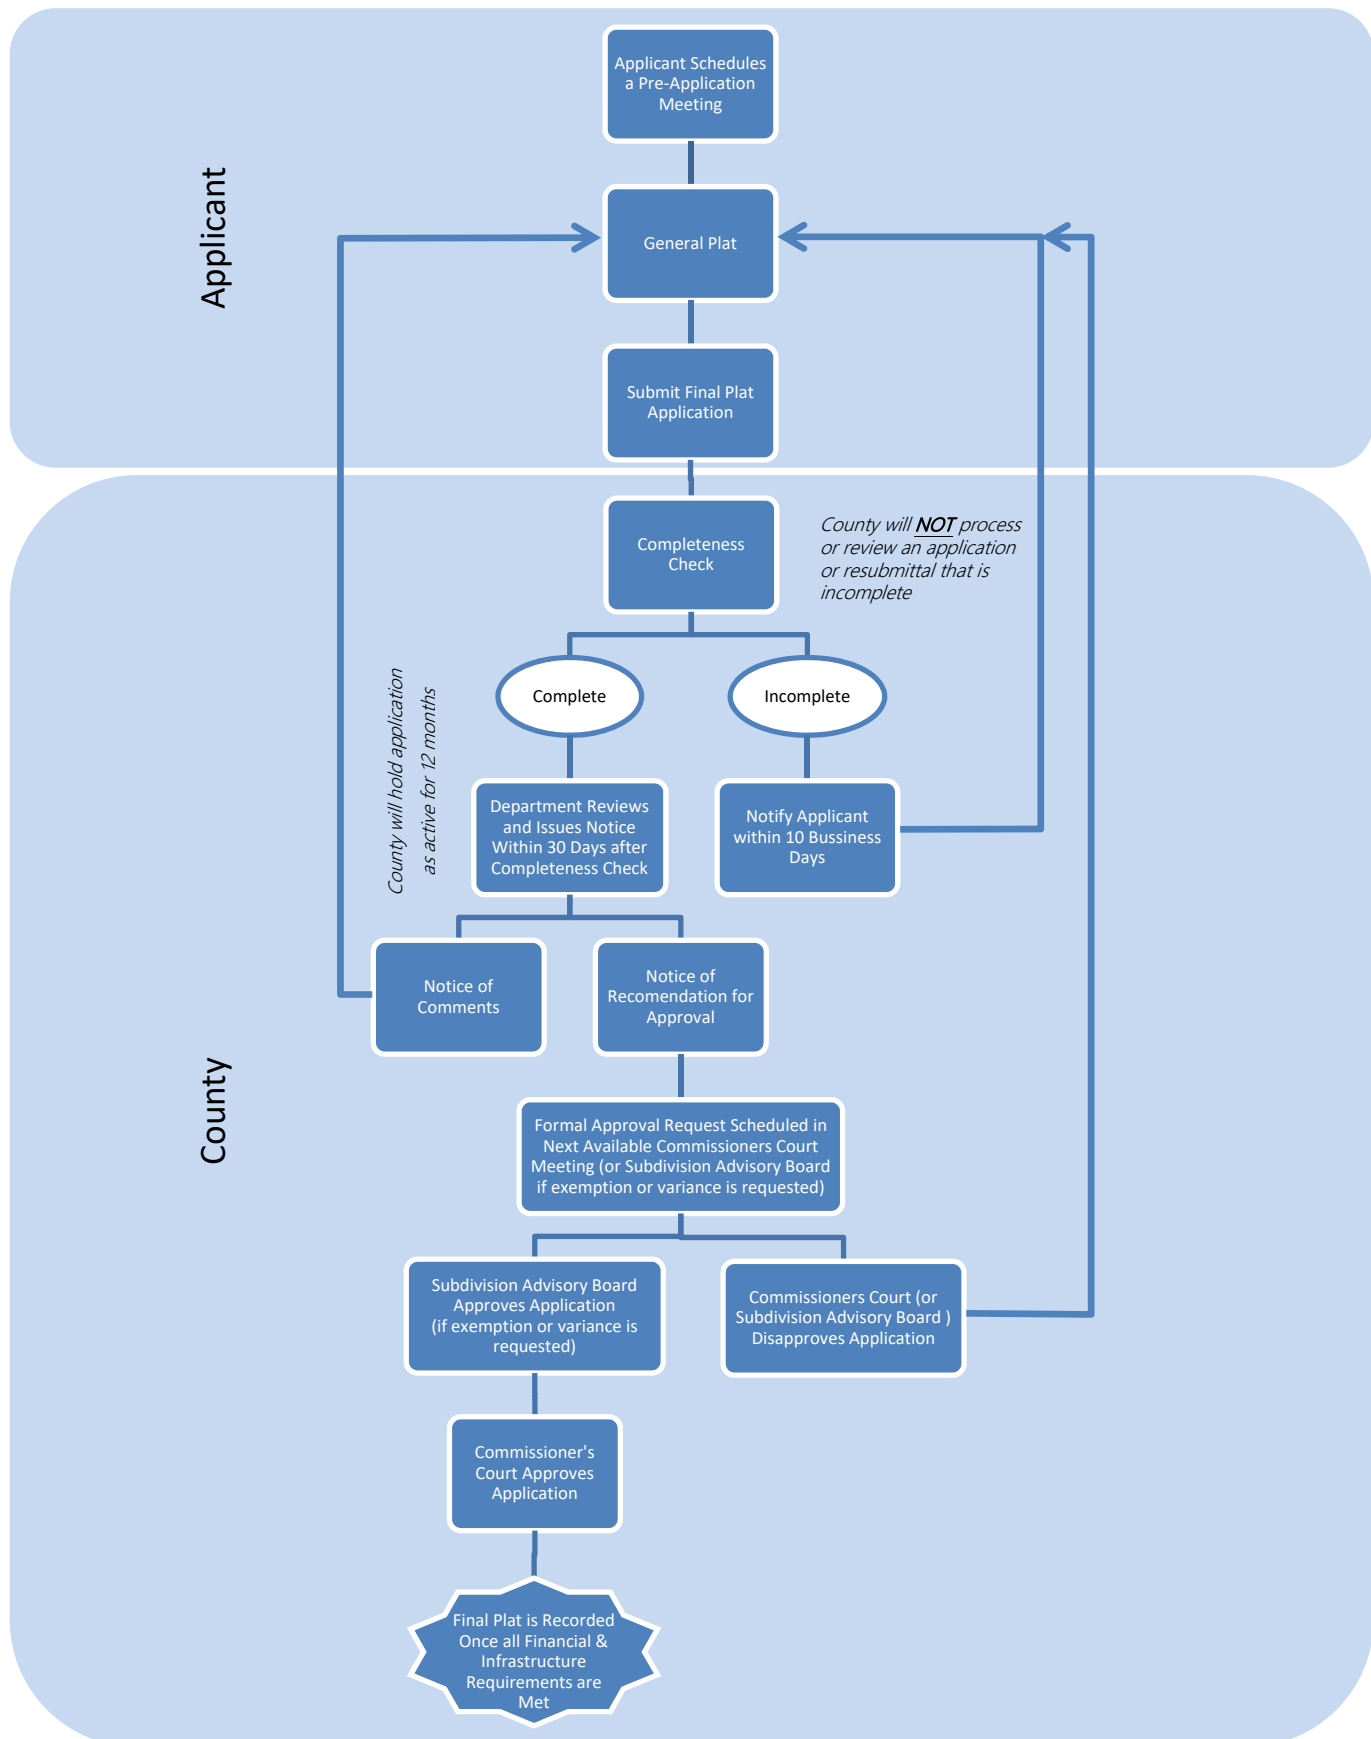 Applicant
Applicant Schedules
a Pre-Application
Meeting
General Plat
Submit Final Plat
Application
County
Completeness
Check
County will NOT process
or review an application
or resubmittal that is
incomplete
Complete
Incomplete
County will hold application
as active for 12 months
Department Reviews
and Issues Notice
Within 30 Days after
Completeness Check
Notify Applicant
within 10 Bussiness
Days
Notice of
Comments
Notice of
Recomendation for
Approval
Formal Approval Request Scheduled in
Next Available Commissioners Court
Meeting (or Subdivision Advisory Board
if exemption or variance is requested)
Subdivision Advisory Board
Approves Application
(if exemption or variance is
requested)
Commissioners Court (or
Subdivision Advisory Board )
Disapproves Application
Commissioner's
Court Approves
Application
Final Plat is Recorded
Once all Financial &
Infrastructure
Requirements are
Met